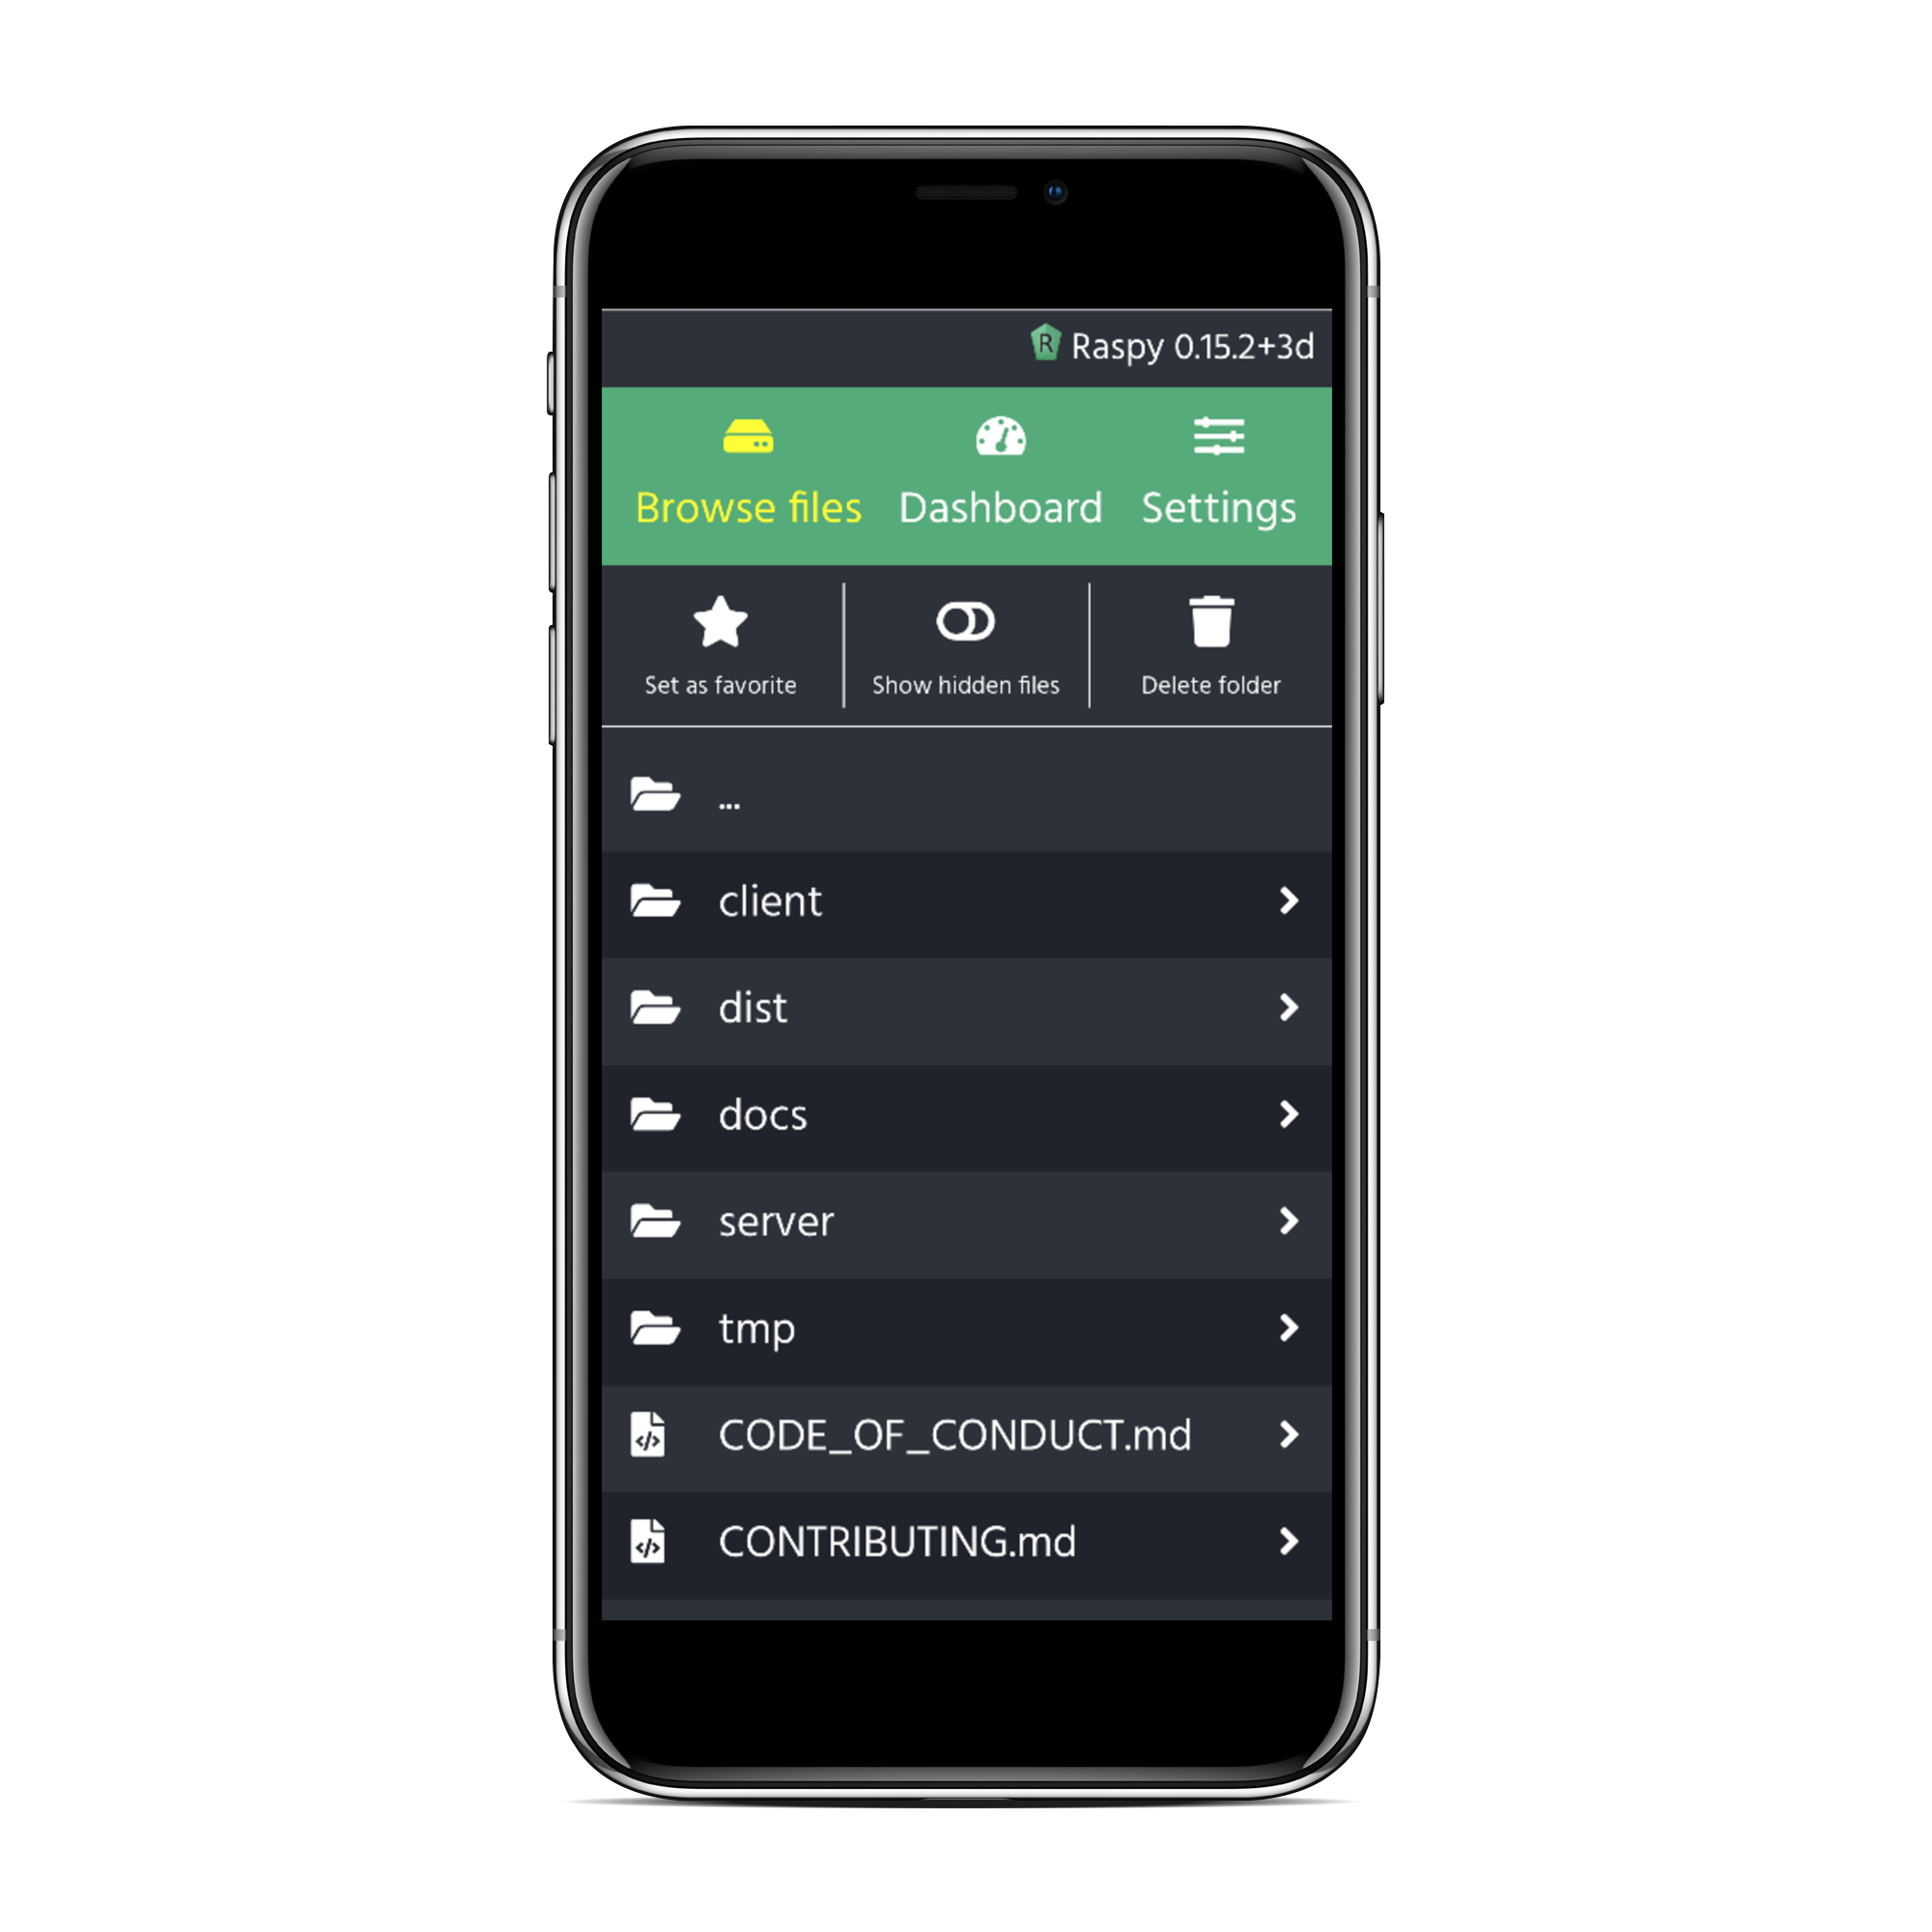 R Raspy 0.15.2+3d
Browse files Dashboard Settings
Set as favorite Show hidden files Delete folder
...
client
dist
docs
server
tmp
CODE_OF_CONDUCT.md
CONTRIBUTING.md